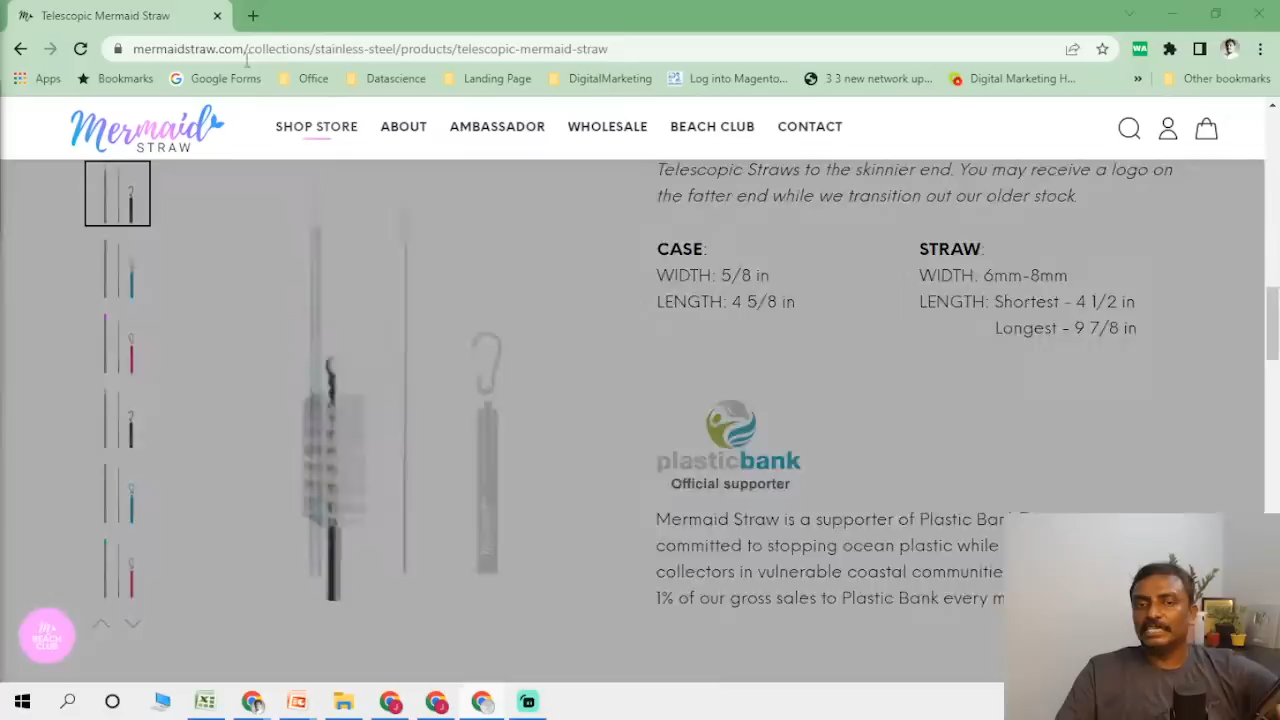 Telescopic Mermaid Straw
mermaidstraw.com/collections/stainless-steel/products/telescopic-mermaid-straw
WA
Apps
Bookmarks
Google Forms
Office
Datascience
Landing Page
DigitalMarketing
Log into Magento...
3 3 new network up...
Digital Marketing H...
»
Other bookmarks
Mermaid
STRAW
SHOP STORE
ABOUT
AMBASSADOR
WHOLESALE
BEACH CLUB
CONTACT
Telescopic Straws to the skinnier end. You may receive a logo on
the fatter end while we transition out our older stock.
CASE:
WIDTH: 5/8 in
LENGTH: 4 5/8 in
STRAW:
WIDTH: 6mm-8mm
LENGTH: Shortest - 4 1/2 in
Longest - 9 7/8 in
plasticbank
Official supporter
Mermaid Straw is a supporter of Plastic Ban
committed to stopping ocean plastic while
collectors in vulnerable coastal communitie
1% of our gross sales to Plastic Bank every m
BEACH
CLUB